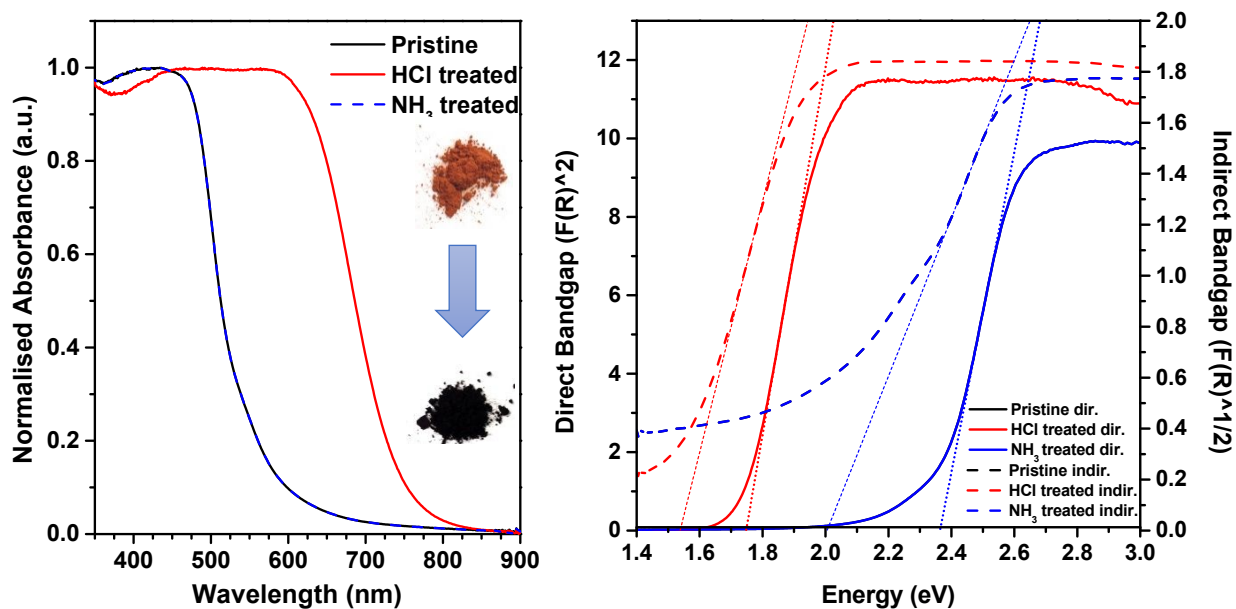 Pristine
HCl treated
NH₃ treated
Normalised Absorbance (a.u.)
1.0
0.8
0.6
0.4
0.2
0.0
400 500 600 700 800 900
Wavelength (nm)
Direct Bandgap (F(R)^2)
12
10
8
6
4
2
0
1.4 1.6 1.8 2.0 2.2 2.4 2.6 2.8 3.0
Energy (eV)
Pristine dir.
HCl treated dir.
NH₃ treated dir.
Pristine indir.
HCl treated indir.
NH₃ treated indir.
2.0
1.8
1.6
1.4
1.2
1.0
0.8
0.6
0.4
0.2
0.0
Indirect Bandgap (F(R)^1/2)